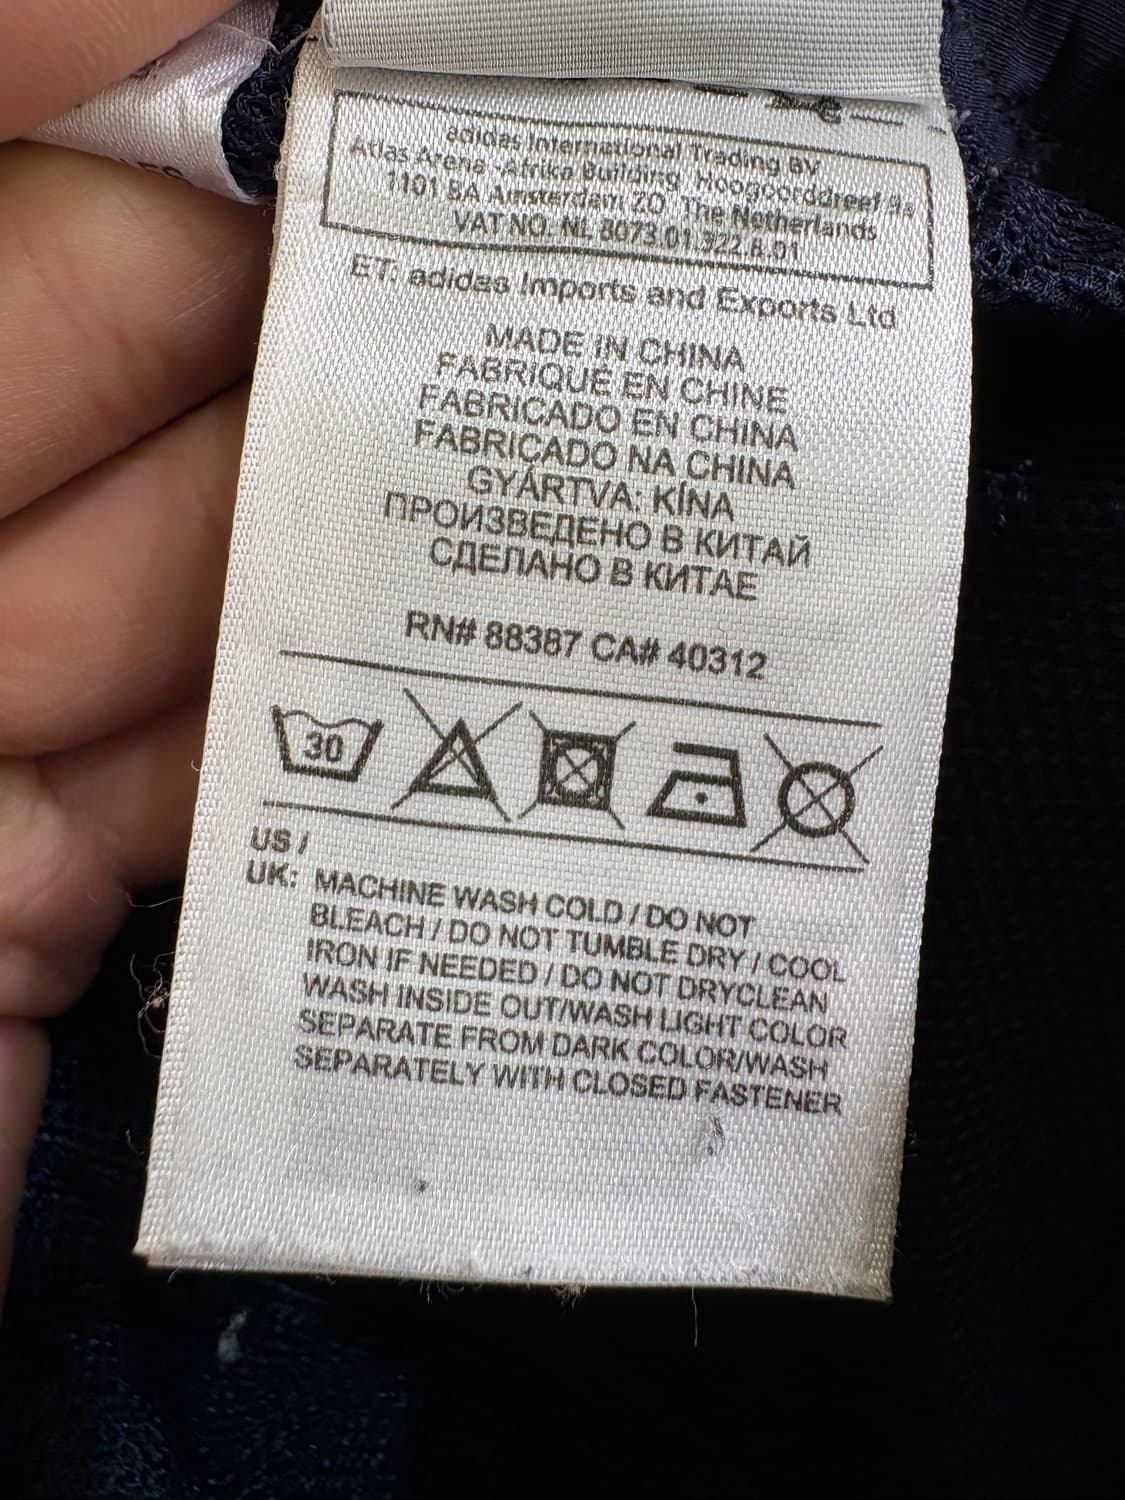 adidas International Trading BV
Atlas Arena -Afrika Building Hoogoorddreef 9a
1101 BA Amsterdam ZO The Netherlands
VAT NO: NL 8073.01.322.B.01
ET: adidas Imports and Exports Ltd
MADE IN CHINA
FABRIQUÉ EN CHINE
FABRICADO EN CHINA
FABRICADO NA CHINA
GYÁRTVA: KÍNA
ПРОИЗВЕДЕНО В КИТАЙ
СДЕЛАНО В КИТАЕ
RN# 88387 CA# 40312
30
US /
UK: MACHINE WASH COLD / DO NOT
BLEACH / DO NOT TUMBLE DRY / COOL
IRON IF NEEDED / DO NOT DRYCLEAN
WASH INSIDE OUT/WASH LIGHT COLOR
SEPARATE FROM DARK COLOR/WASH
SEPARATELY WITH CLOSED FASTENER